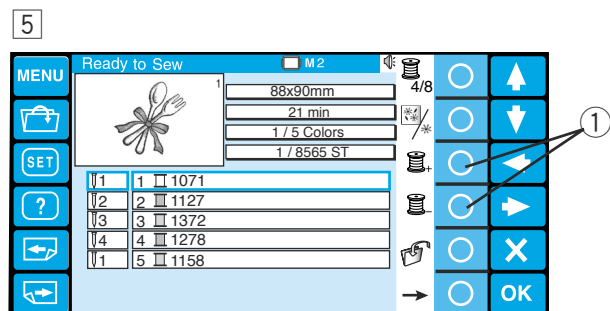 5
MENU Ready to Sew M2
4/8
1
88x90mm
21 min
1 / 5 Colors
1 / 8565 ST
SET
?
1 1 1071
2 2 1127
3 3 1372
4 4 1278
1 5 1158
+
−
X
OK
1